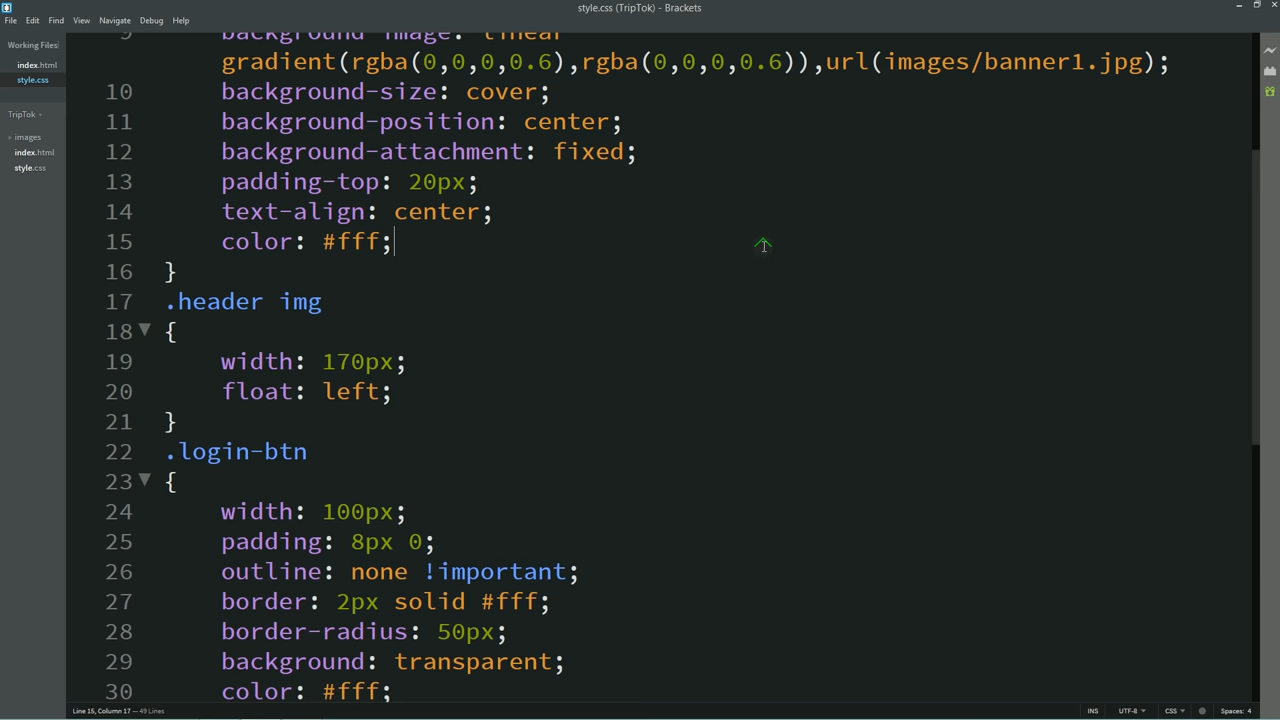 style.css (TripTok) - Brackets
File Edit Find View Navigate Debug Help
Working Files
index.html
style.css
TripTok
images
index.html
style.css
9 background-image: linear-
gradient(rgba(0,0,0,0.6),rgba(0,0,0,0.6)),url(images/banner1.jpg);
10 background-size: cover;
11 background-position: center;
12 background-attachment: fixed;
13 padding-top: 20px;
14 text-align: center;
15 color: #fff;
16 }
17 .header img
18 {
19 width: 170px;
20 float: left;
21 }
22 .login-btn
23 {
24 width: 100px;
25 padding: 8px 0;
26 outline: none !important;
27 border: 2px solid #fff;
28 border-radius: 50px;
29 background: transparent;
30 color: #fff;
Line 15, Column 17 — 49 Lines
INS UTF-8 CSS Spaces: 4